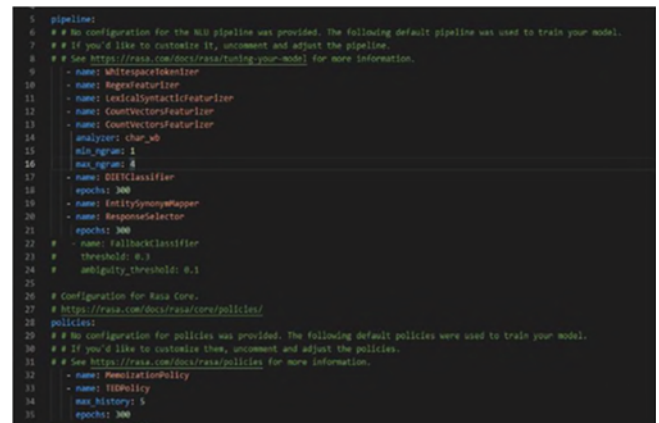 5 pipeline:
6 # # No configuration for the NLU pipeline was provided. The following default pipeline was used to train your model.
7 # # If you'd like to customize it, uncomment and adjust the pipeline.
8 # # See https://rasa.com/docs/rasa/tuning-your-model for more information.
9 - name: WhitespaceTokenizer
10 - name: RegexFeaturizer
11 - name: LexicalSyntacticFeaturizer
12 - name: CountVectorsFeaturizer
13 - name: CountVectorsFeaturizer
14 analyzer: char_wb
15 min_ngram: 1
16 max_ngram: 4
17 - name: DIETClassifier
18 epochs: 300
19 - name: EntitySynonymMapper
20 - name: ResponseSelector
21 epochs: 300
22 # - name: FallbackClassifier
23 # threshold: 0.3
24 # ambiguity_threshold: 0.1
25
26 # Configuration for Rasa Core.
27 # https://rasa.com/docs/rasa/core/policies/
28 policies:
29 # # No configuration for policies was provided. The following default policies were used to train your model.
30 # # If you'd like to customize them, uncomment and adjust the policies.
31 # # See https://rasa.com/docs/rasa/policies for more information.
32 - name: MemoizationPolicy
33 - name: TEDPolicy
34 max_history: 5
35 epochs: 300